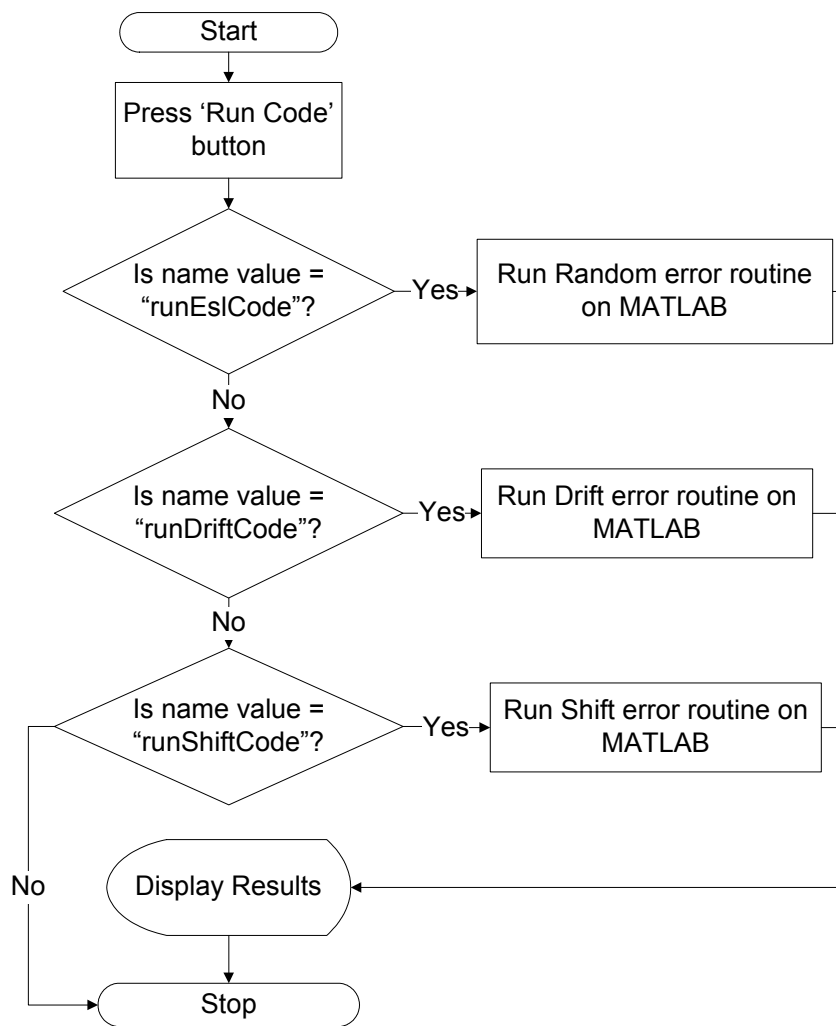 Start
Press ‘Run Code’
button
Is name value =
“runEslCode”?
Yes
Run Random error routine
on MATLAB
No
Is name value =
“runDriftCode”?
Yes
Run Drift error routine on
MATLAB
No
Is name value =
“runShiftCode”?
Yes
Run Shift error routine on
MATLAB
No
Display Results
Stop